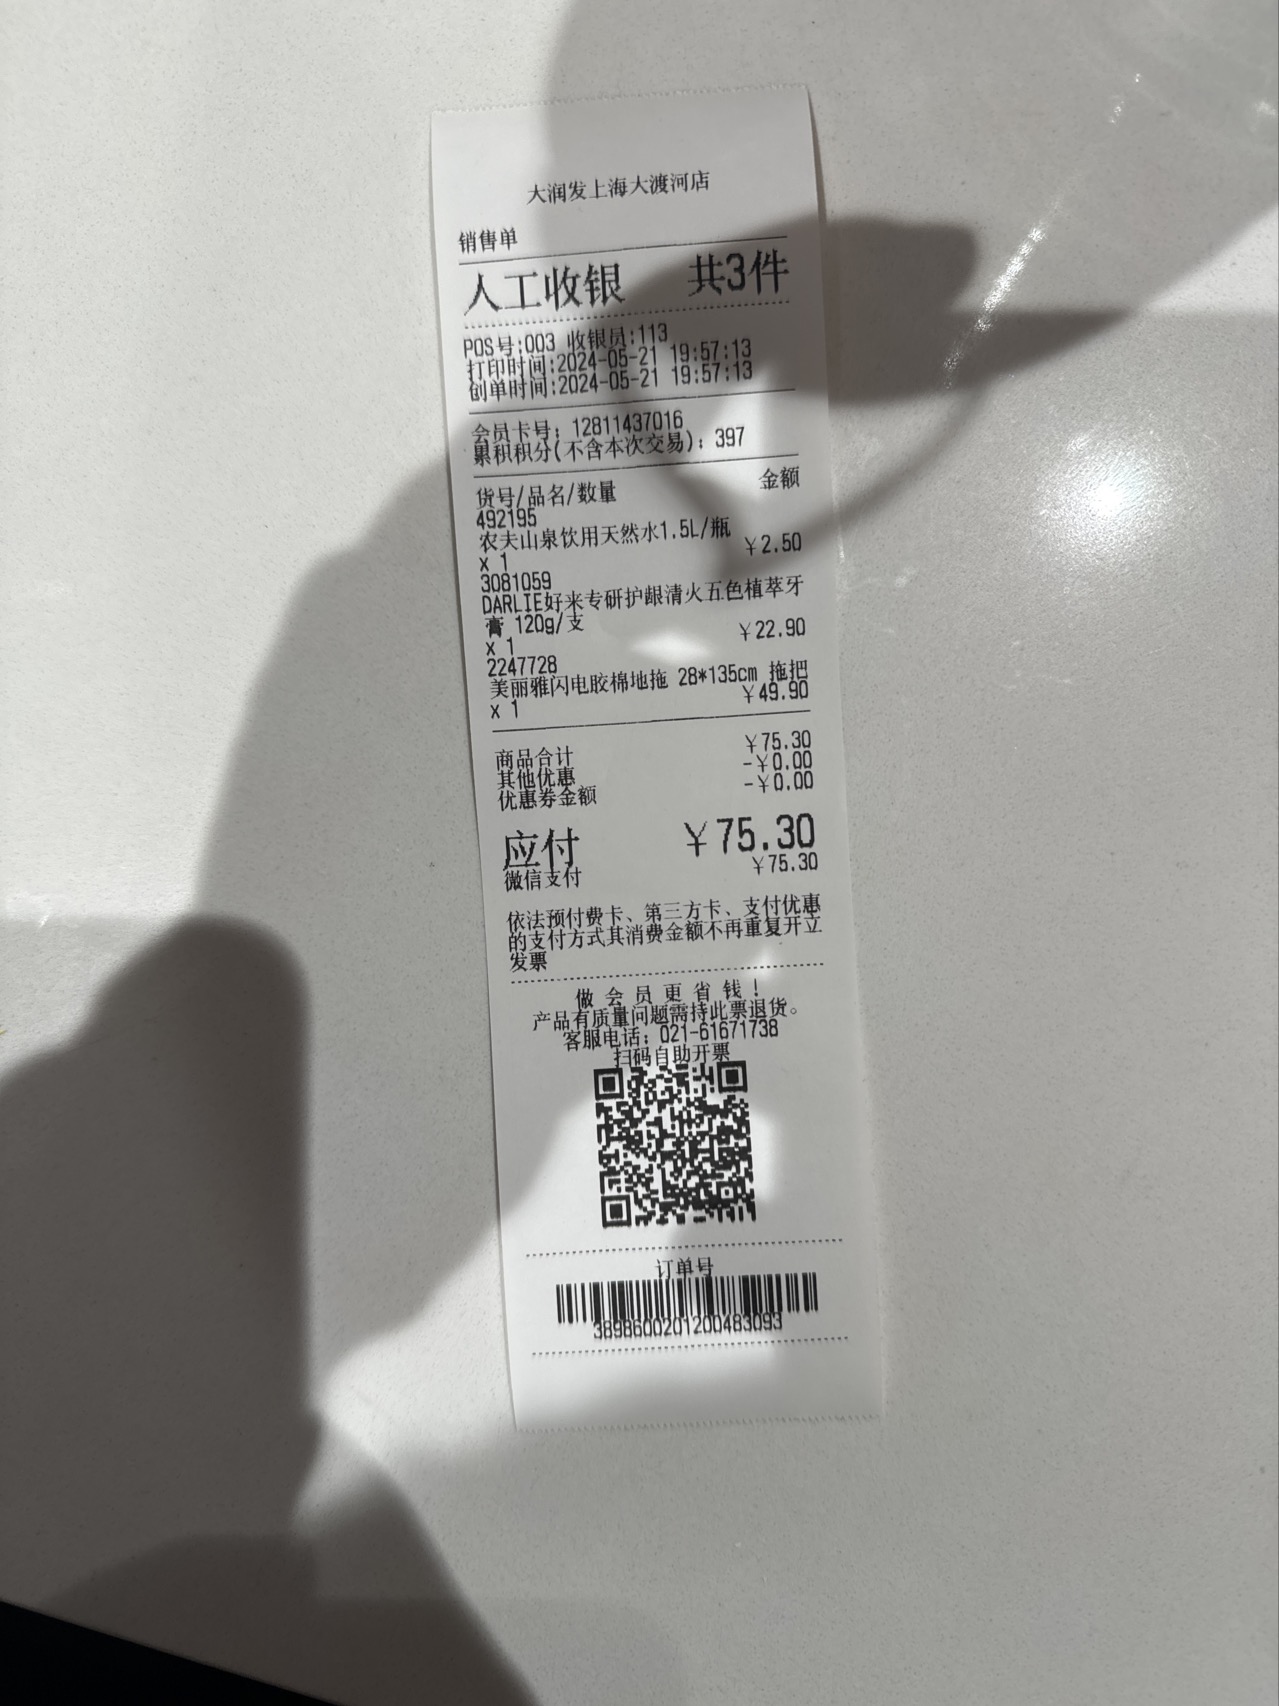 大润发上海大渡河店
销售单
人工收银 共3件
POS号:003 收银员:113
打印时间:2024-05-21 19:57:13
创单时间:2024-05-21 19:57:13
会员卡号: 12811437016
累积积分(不含本次交易): 397
货号/品名/数量 金额
492195
农夫山泉饮用天然水1.5L/瓶
x 1 ￥2.50
3081059
DARLIE好来专研护龈清火五色植萃牙
膏 120g/支
x 1 ￥22.90
2247728
美丽雅闪电胶棉地拖 28*135cm 拖把
x 1 ￥49.90
商品合计 ￥75.30
其他优惠 -￥0.00
优惠券金额 -￥0.00
应付 ￥75.30
微信支付 ￥75.30
依法预付费卡、第三方卡、支付优惠
的支付方式其消费金额不再重复开立
发票
做会员更省钱!
产品有质量问题需持此票退货。
客服电话: 021-61671738
扫码自助开票
订单号
3898600201200483093